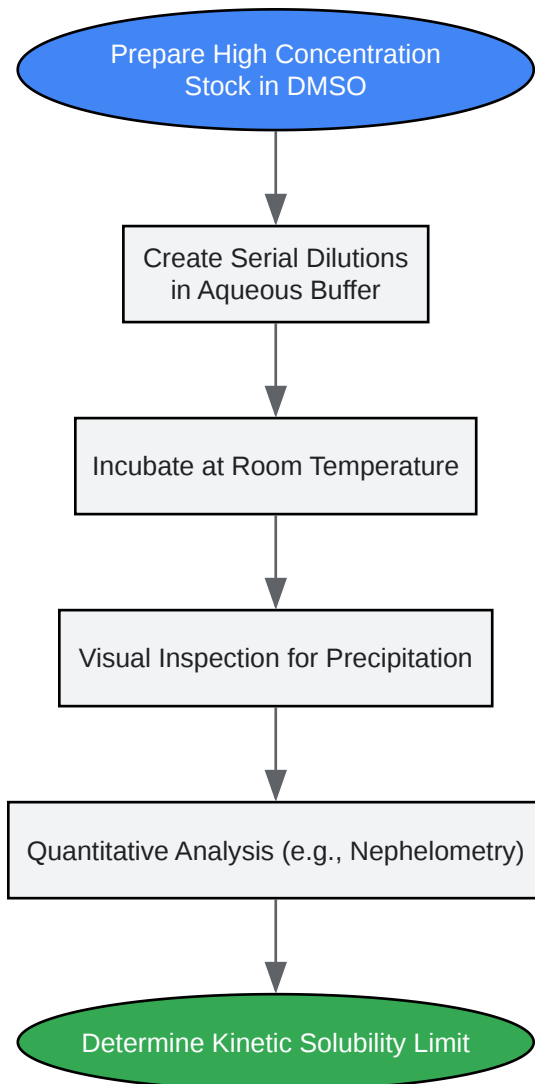 Prepare High Concentration
Stock in DMSO
Create Serial Dilutions
in Aqueous Buffer
Incubate at Room Temperature
Visual Inspection for Precipitation
Quantitative Analysis (e.g., Nephelometry)
Determine Kinetic Solubility Limit